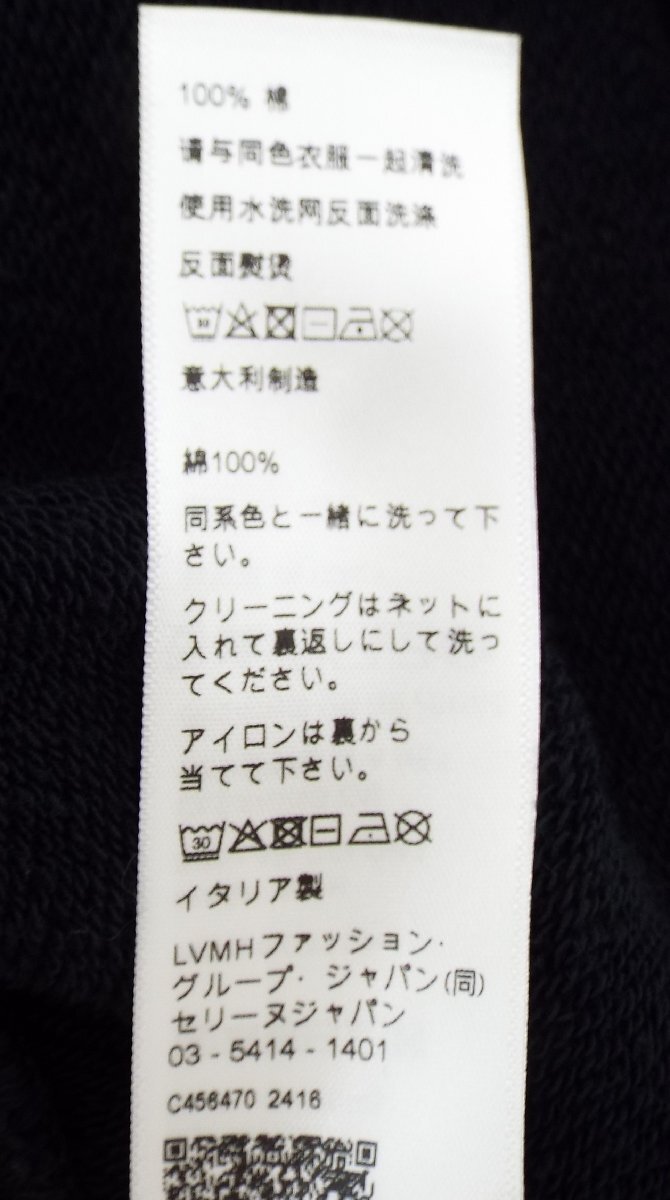 100% 棉
请与同色衣服一起清洗
使用水洗网反面洗涤
反面熨烫
30
意大利制造
綿100%
同系色と一緒に洗って下
さい。
クリーニングはネットに
入れて裏返しにして洗っ
てください。
アイロンは裏から
当てて下さい。
30
イタリア製
LVMHファッション・
グループ・ジャパン(同)
セリーヌジャパン
03 - 5414 - 1401
C456470 2416